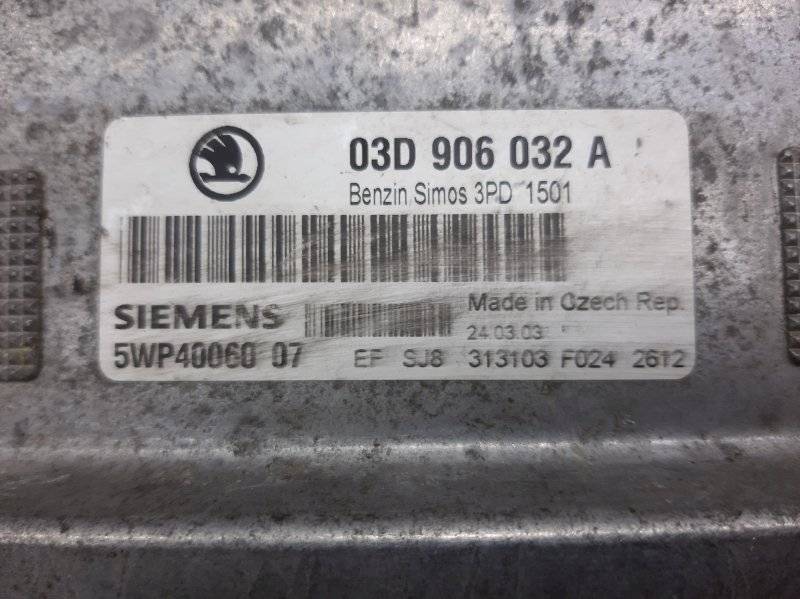 03D 906 032 A
Benzin Simos 3PD 1501
SIEMENS
Made in Czech Rep.
24.03.03
5WP40060 07 EF SJ8 313103 F024 2612